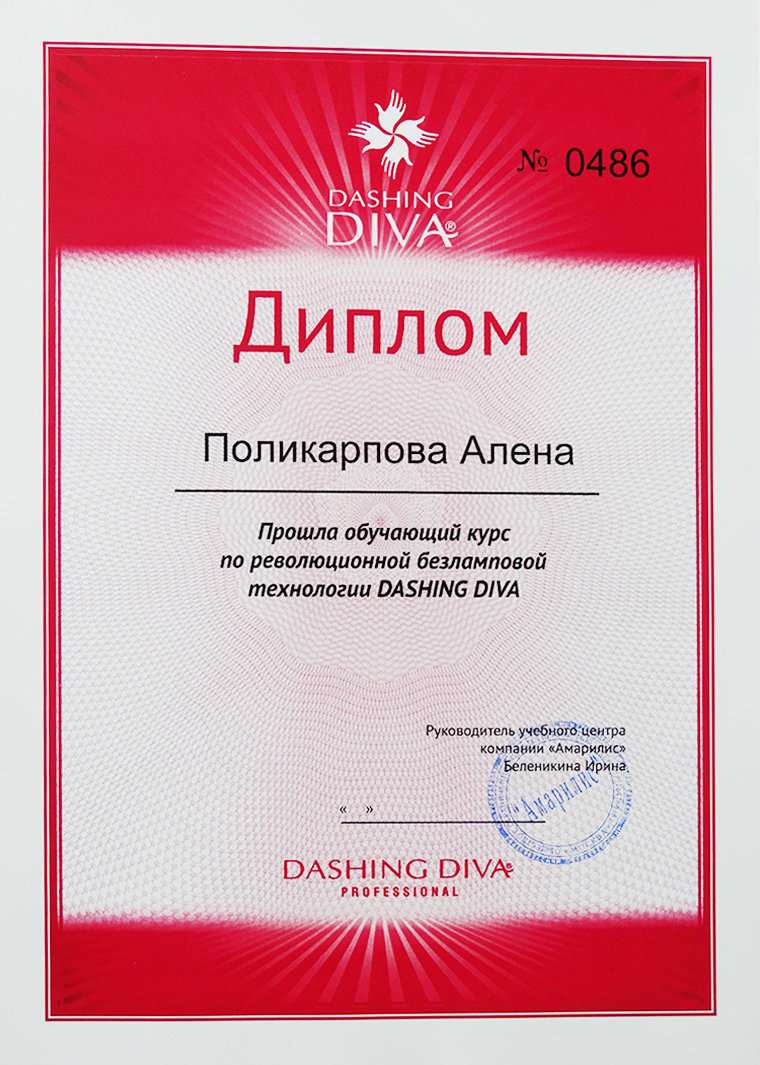 № 0486
DASHING
DIVA®
Диплом
Поликарпова Алена
Прошла обучающий курс
по революционной безламповой
технологии DASHING DIVA
Руководитель учебного центра
компании «Амарилис»
Беленикина Ирина
"Амарилис"
« »
DASHING DIVA®
PROFESSIONAL